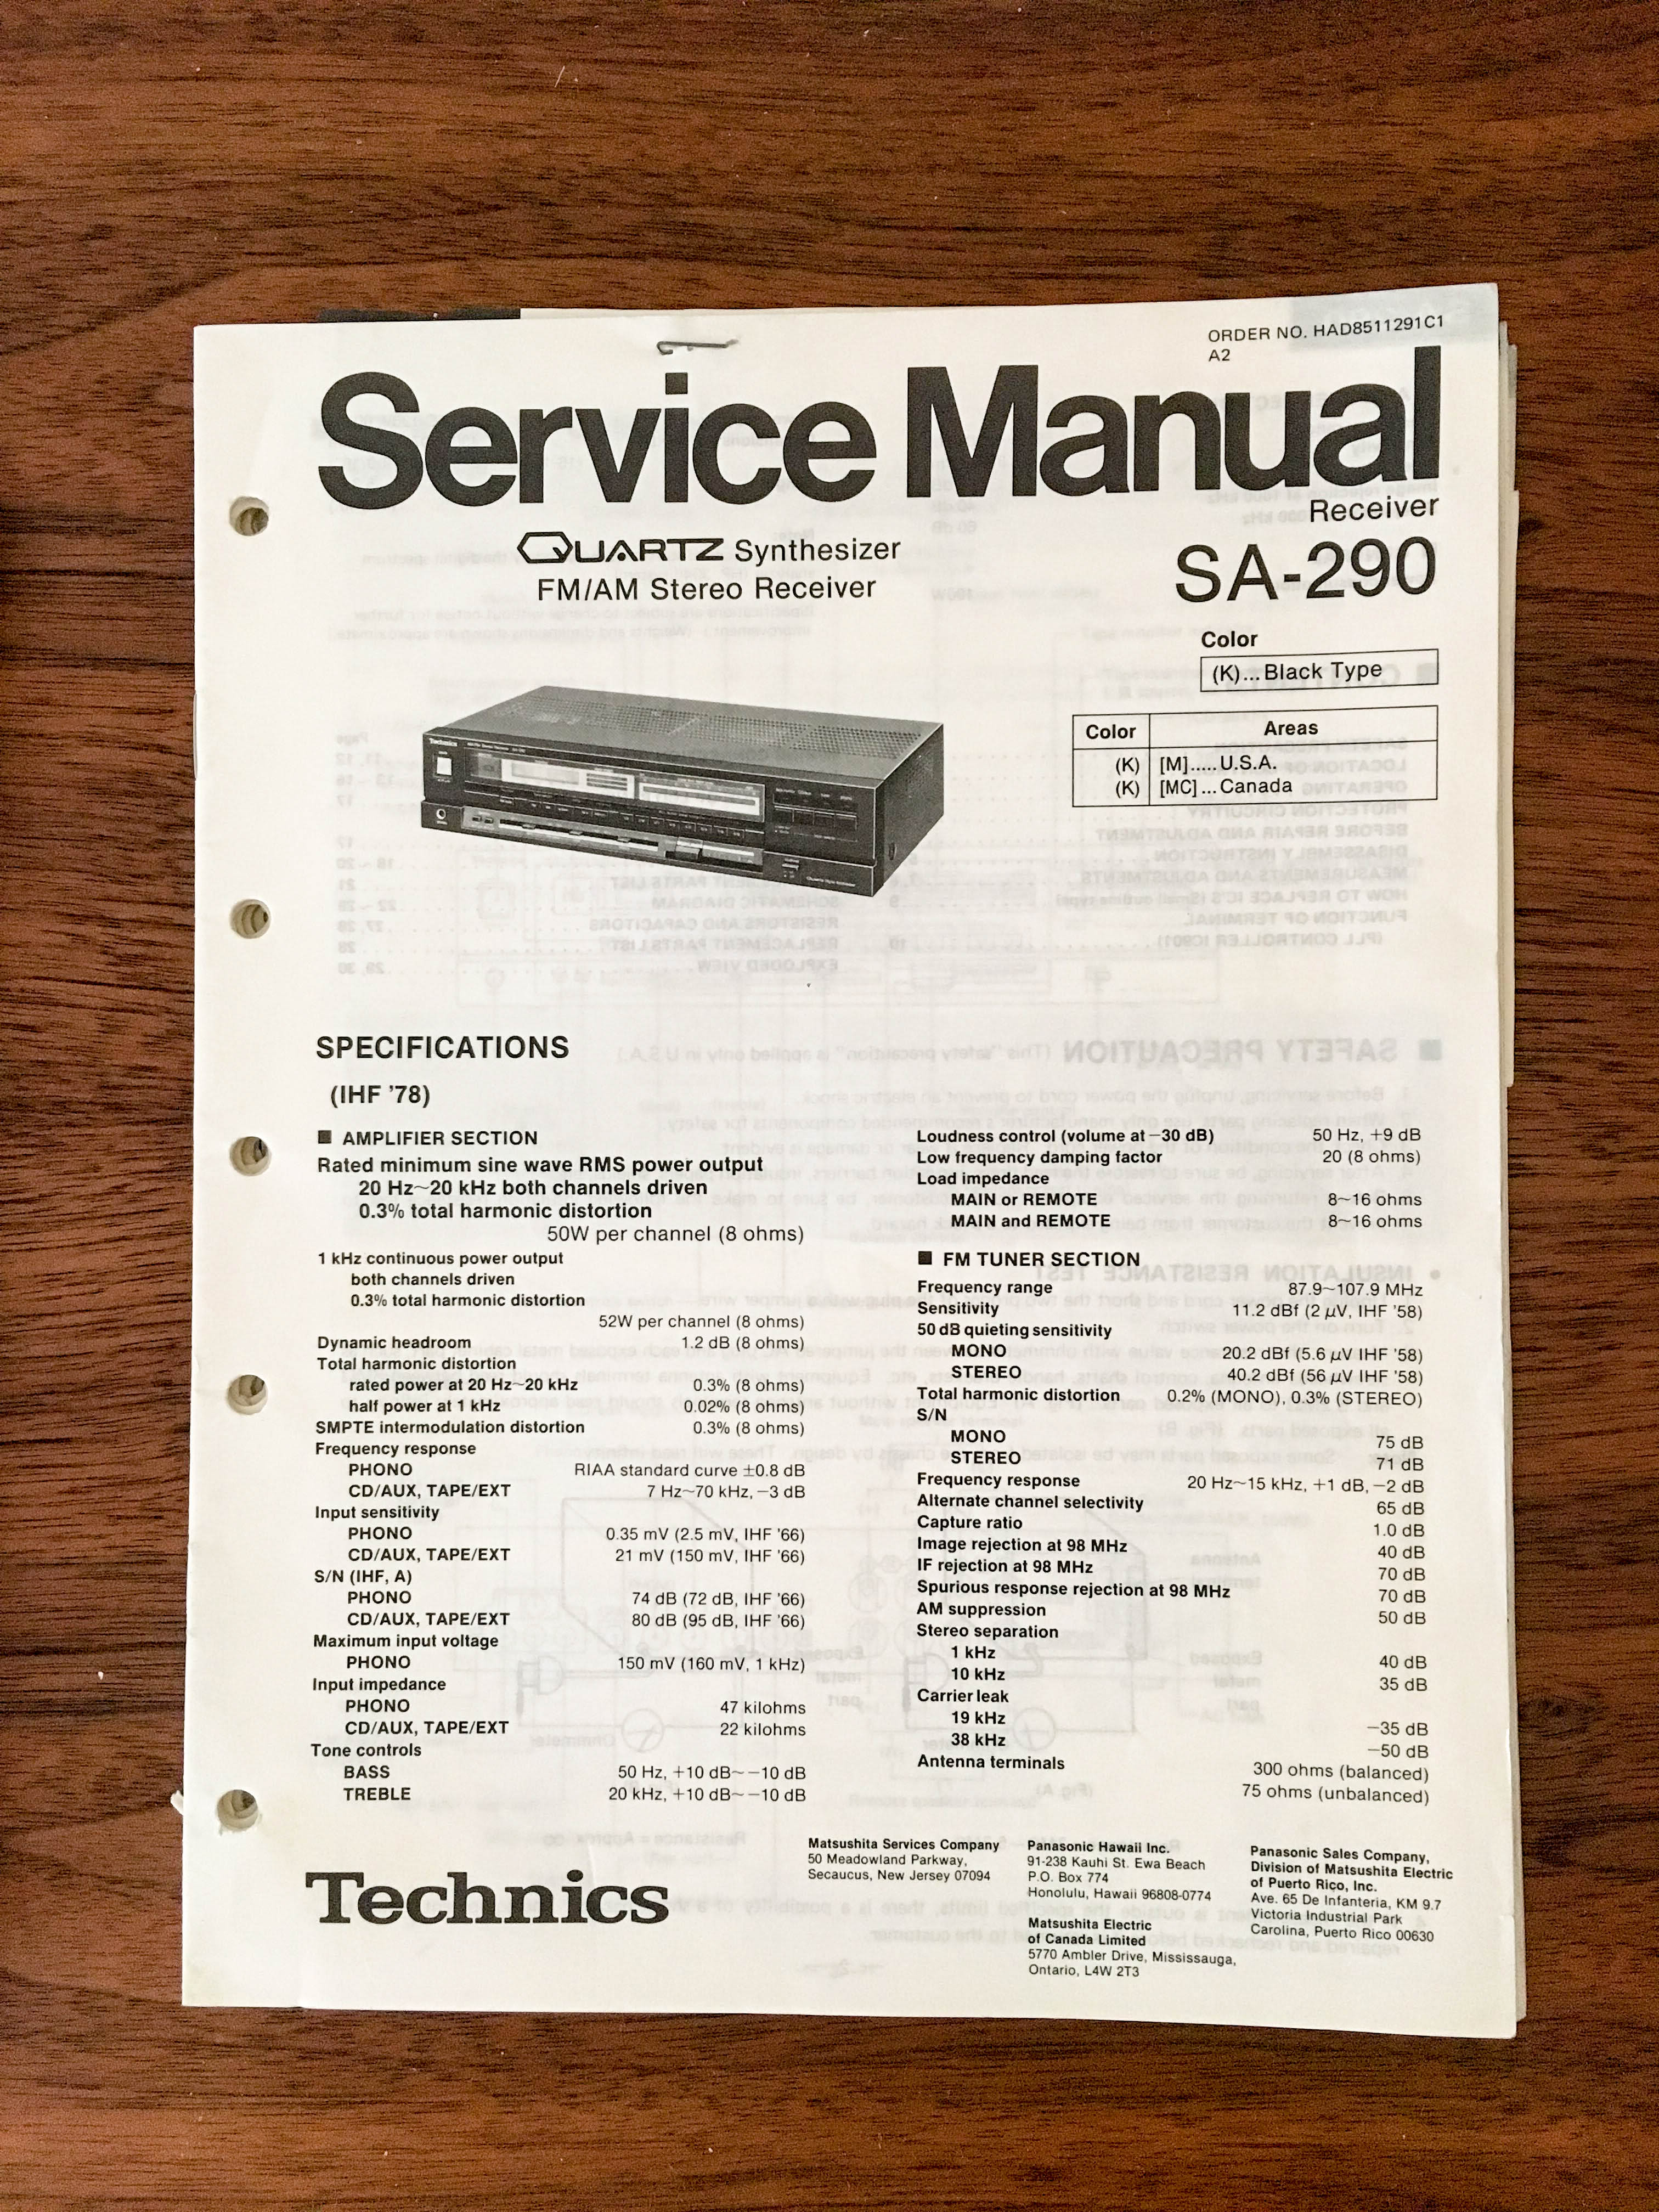 ORDER NO. HAD8511291C1
A2
Service Manual
Receiver
QUARTZ Synthesizer
FM/AM Stereo Receiver
SA-290
Color
(K)... Black Type
Color Areas
(K) [M]..... U.S.A.
(K) [MC] ... Canada
Technics
SPECIFICATIONS
(IHF '78)
■ AMPLIFIER SECTION
Rated minimum sine wave RMS power output
20 Hz~20 kHz both channels driven
0.3% total harmonic distortion
50W per channel (8 ohms)
1 kHz continuous power output
both channels driven
0.3% total harmonic distortion
52W per channel (8 ohms)
Dynamic headroom 1.2 dB (8 ohms)
Total harmonic distortion
rated power at 20 Hz~20 kHz 0.3% (8 ohms)
half power at 1 kHz 0.02% (8 ohms)
SMPTE intermodulation distortion 0.3% (8 ohms)
Frequency response
PHONO RIAA standard curve ±0.8 dB
CD/AUX, TAPE/EXT 7 Hz~70 kHz, −3 dB
Input sensitivity
PHONO 0.35 mV (2.5 mV, IHF '66)
CD/AUX, TAPE/EXT 21 mV (150 mV, IHF '66)
S/N (IHF, A)
PHONO 74 dB (72 dB, IHF '66)
CD/AUX, TAPE/EXT 80 dB (95 dB, IHF '66)
Maximum input voltage
PHONO 150 mV (160 mV, 1 kHz)
Input impedance
PHONO 47 kilohms
CD/AUX, TAPE/EXT 22 kilohms
Tone controls
BASS 50 Hz, +10 dB~−10 dB
TREBLE 20 kHz, +10 dB~−10 dB
Loudness control (volume at −30 dB) 50 Hz, +9 dB
Low frequency damping factor 20 (8 ohms)
Load impedance
MAIN or REMOTE 8~16 ohms
MAIN and REMOTE 8~16 ohms
■ FM TUNER SECTION
Frequency range 87.9~107.9 MHz
Sensitivity 11.2 dBf (2 μV, IHF '58)
50 dB quieting sensitivity
MONO 20.2 dBf (5.6 μV IHF '58)
STEREO 40.2 dBf (56 μV IHF '58)
Total harmonic distortion 0.2% (MONO), 0.3% (STEREO)
S/N
MONO 75 dB
STEREO 71 dB
Frequency response 20 Hz~15 kHz, +1 dB, −2 dB
Alternate channel selectivity 65 dB
Capture ratio 1.0 dB
Image rejection at 98 MHz 40 dB
IF rejection at 98 MHz 70 dB
Spurious response rejection at 98 MHz 70 dB
AM suppression 50 dB
Stereo separation
1 kHz 40 dB
10 kHz 35 dB
Carrier leak
19 kHz −35 dB
38 kHz −50 dB
Antenna terminals 300 ohms (balanced)
75 ohms (unbalanced)
Technics
Matsushita Services Company
50 Meadowland Parkway,
Secaucus, New Jersey 07094
Panasonic Hawaii Inc.
91-238 Kauhi St. Ewa Beach
P.O. Box 774
Honolulu, Hawaii 96808-0774
Matsushita Electric
of Canada Limited
5770 Ambler Drive, Mississauga,
Ontario, L4W 2T3
Panasonic Sales Company,
Division of Matsushita Electric
of Puerto Rico, Inc.
Ave. 65 De Infanteria, KM 9.7
Victoria Industrial Park
Carolina, Puerto Rico 00630